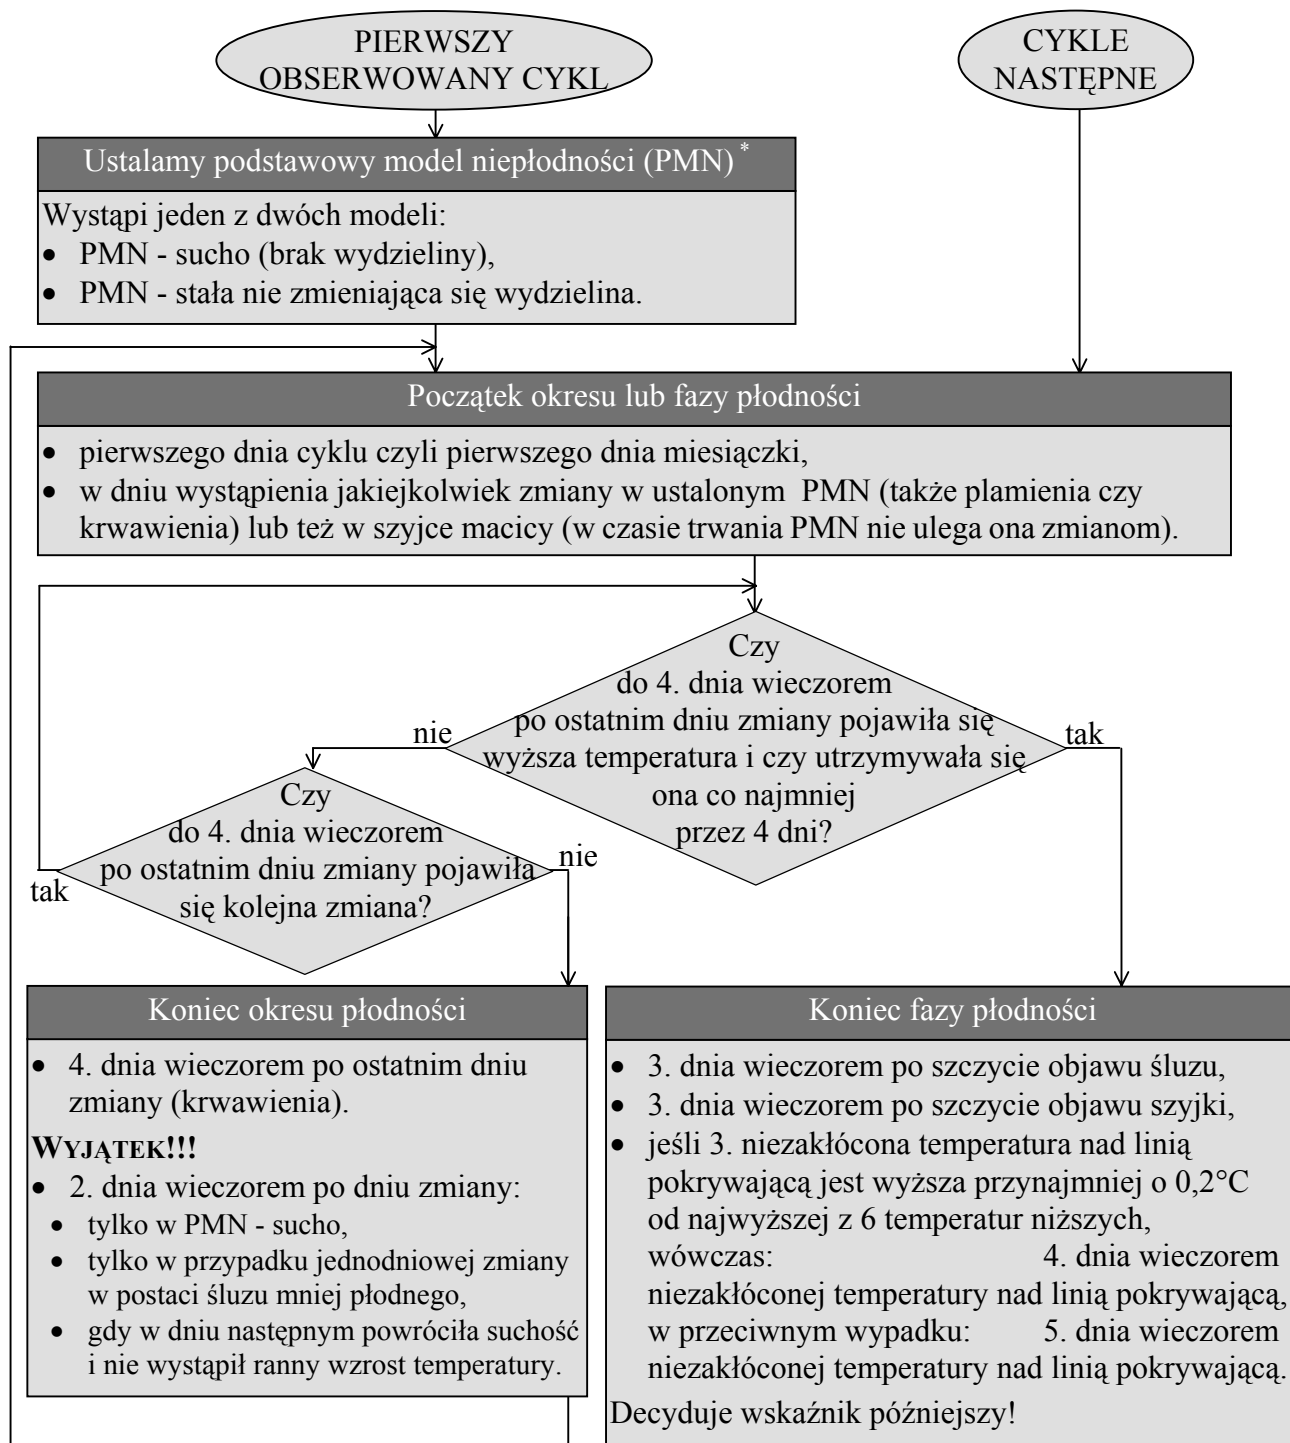 PIERWSZY
OBSERWOWANY CYKL
CYKLE
NASTĘPNE
Ustalamy podstawowy model niepłodności (PMN) *
Wystąpi jeden z dwóch modeli:
• PMN - sucho (brak wydzieliny),
• PMN - stała nie zmieniająca się wydzielina.
Początek okresu lub fazy płodności
• pierwszego dnia cyklu czyli pierwszego dnia miesiączki,
• w dniu wystąpienia jakiejkolwiek zmiany w ustalonym PMN (także plamienia czy
krwawienia) lub też w szyjce macicy (w czasie trwania PMN nie ulega ona zmianom).
Czy
do 4. dnia wieczorem
po ostatnim dniu zmiany pojawiła się
wyższa temperatura i czy utrzymywała się
ona co najmniej
przez 4 dni?
nie
tak
Czy
do 4. dnia wieczorem
po ostatnim dniu zmiany pojawiła
się kolejna zmiana?
tak
nie
Koniec okresu płodności
• 4. dnia wieczorem po ostatnim dniu
zmiany (krwawienia).
WYJĄTEK!!!
• 2. dnia wieczorem po dniu zmiany:
• tylko w PMN - sucho,
• tylko w przypadku jednodniowej zmiany
w postaci śluzu mniej płodnego,
• gdy w dniu następnym powróciła suchość
i nie wystąpił ranny wzrost temperatury.
Koniec fazy płodności
• 3. dnia wieczorem po szczycie objawu śluzu,
• 3. dnia wieczorem po szczycie objawu szyjki,
• jeśli 3. niezakłócona temperatura nad linią
pokrywającą jest wyższa przynajmniej o 0,2°C
od najwyższej z 6 temperatur niższych,
wówczas: 4. dnia wieczorem
niezakłóconej temperatury nad linią pokrywającą,
w przeciwnym wypadku: 5. dnia wieczorem
niezakłóconej temperatury nad linią pokrywającą.
Decyduje wskaźnik późniejszy!